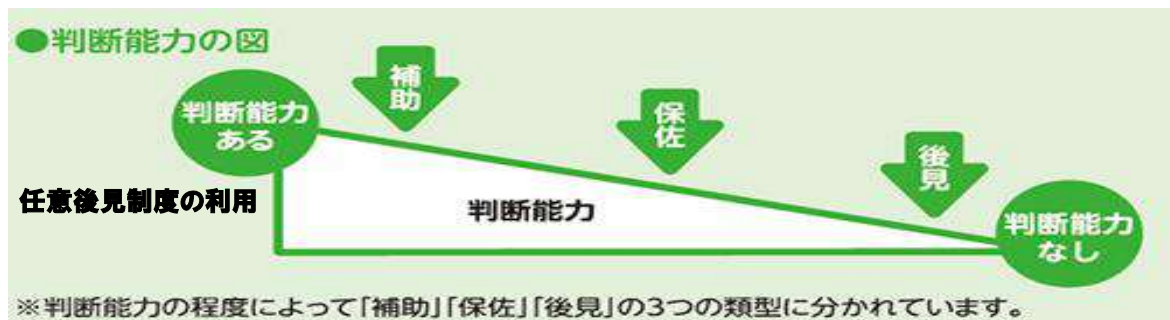 ●判断能力の図
補助
保佐
後見
判断能力
ある
任意後見制度の利用
判断能力
判断能力
なし
※判断能力の程度によって「補助」「保佐」「後見」の3つの類型に分かれています。